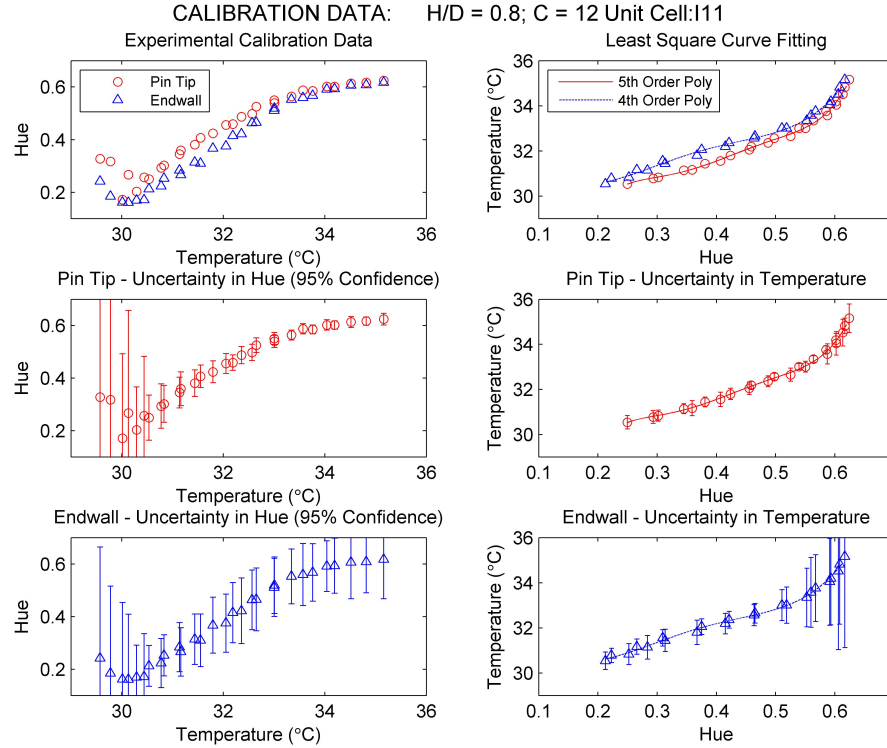 CALIBRATION DATA: H/D = 0.8; C = 12 Unit Cell:I11
Experimental Calibration Data
0.6
0.4
0.2
Hue
Pin Tip
Endwall
30 32 34 36
Temperature (°C)
Least Square Curve Fitting
36
34
32
30
Temperature (°C)
5th Order Poly
4th Order Poly
0.1 0.2 0.3 0.4 0.5 0.6 0.7
Hue
Pin Tip - Uncertainty in Hue (95% Confidence)
0.6
0.4
0.2
Hue
30 32 34 36
Temperature (°C)
Pin Tip - Uncertainty in Temperature
36
34
32
30
Temperature (°C)
0.1 0.2 0.3 0.4 0.5 0.6 0.7
Hue
Endwall - Uncertainty in Hue (95% Confidence)
0.6
0.4
0.2
Hue
30 32 34 36
Temperature (°C)
Endwall - Uncertainty in Temperature
36
34
32
30
Temperature (°C)
0.1 0.2 0.3 0.4 0.5 0.6 0.7
Hue